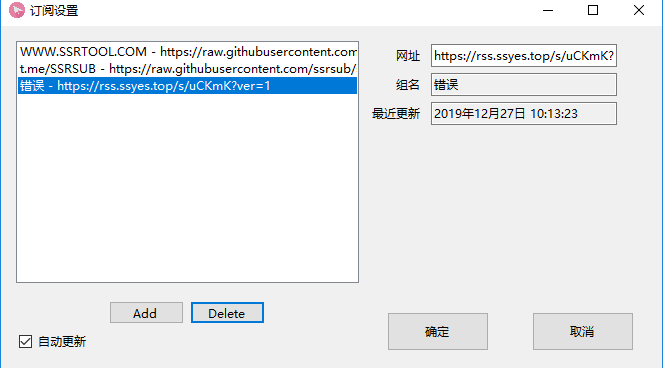 订阅设置
WWW.SSRTOOL.COM - https://raw.githubusercontent.com
t.me/SSRSUB - https://raw.githubusercontent.com/ssrsub/
错误 - https://rss.ssyes.top/s/uCKmK?ver=1
网址 https://rss.ssyes.top/s/uCKmK?
组名 错误
最近更新 2019年12月27日 10:13:23
Add Delete
自动更新
确定 取消